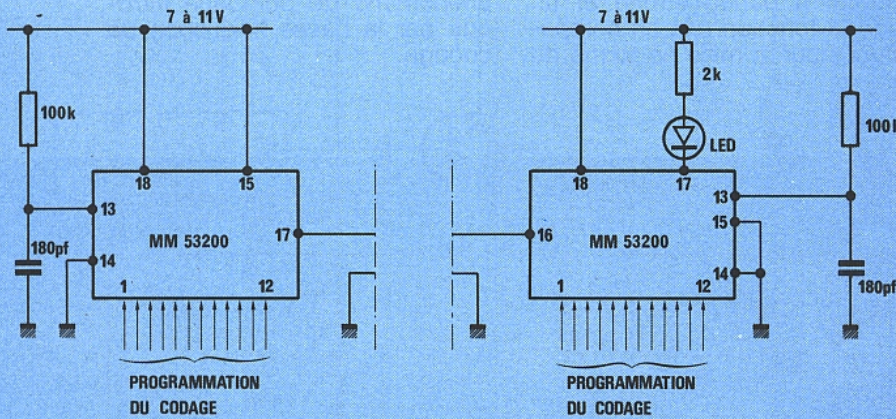 7 à 11V
100k
18
15
13
MM 53200
17
180pf
14
1
12
PROGRAMMATION
DU CODAGE
7 à 11V
2k
100k
LED
18
17
13
16
MM 53200
15
14
1
12
180pf
PROGRAMMATION
DU CODAGE